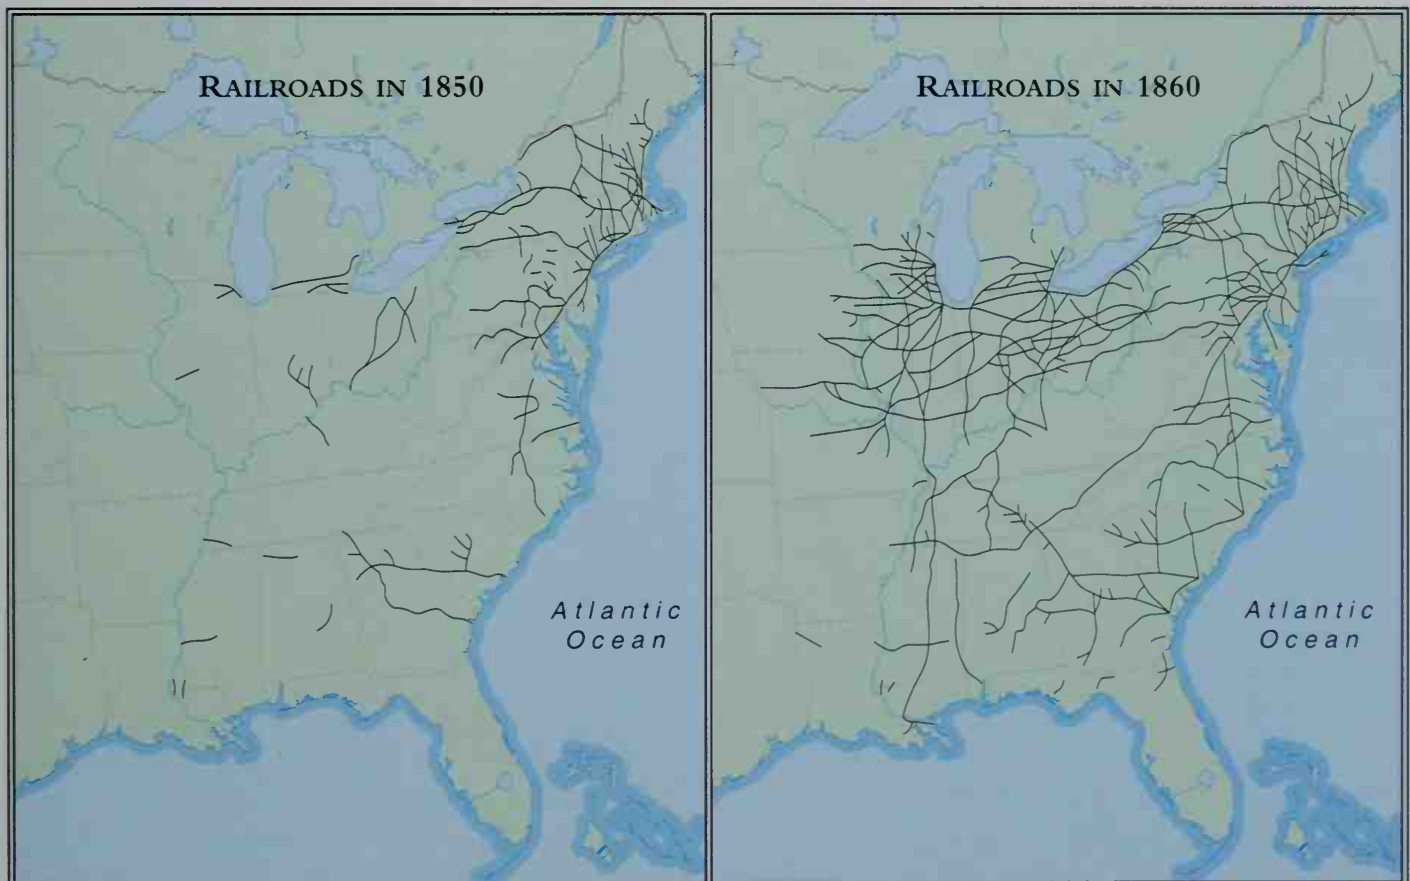 RAILROADS IN 1850
Atlantic
Ocean
RAILROADS IN 1860
Atlantic
Ocean